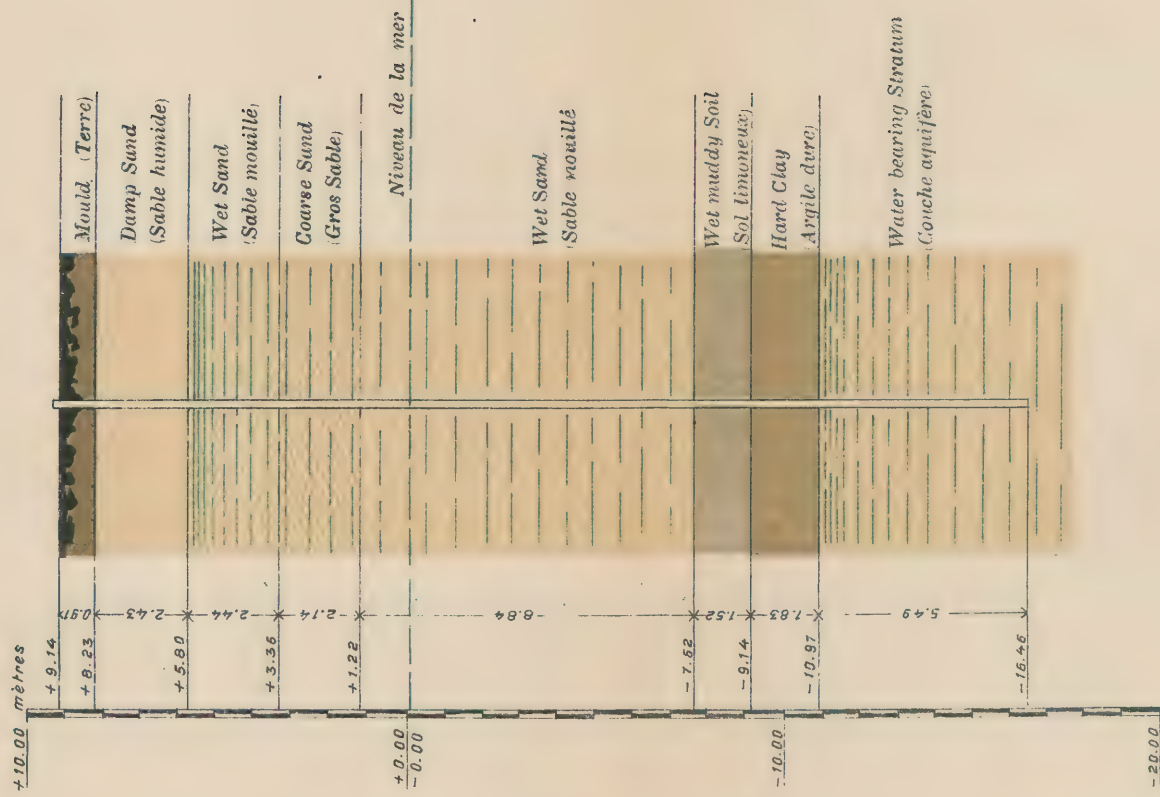 Mould (Terre)
Damp Sand
(Sable humide)
Wet Sand
(Sable mouillé)
Coarse Sand
(Gros Sable)
Niveau de la mer
Wet Sand
(Sable mouillé
Wet muddy Soil
(Sol limoneux)
Hard Clay
(Argile dure)
Water bearing Stratum
(Couche aquifère)
0.91
2.43
2.44
2.14
8.84
1.52
1.83
5.49
mètres
+9.14
+8.23
+5.80
+3.36
+1.22
-7.62
-9.14
-10.97
-16.46
+10.00
+0.00
-0.00
-10.00
-20.00